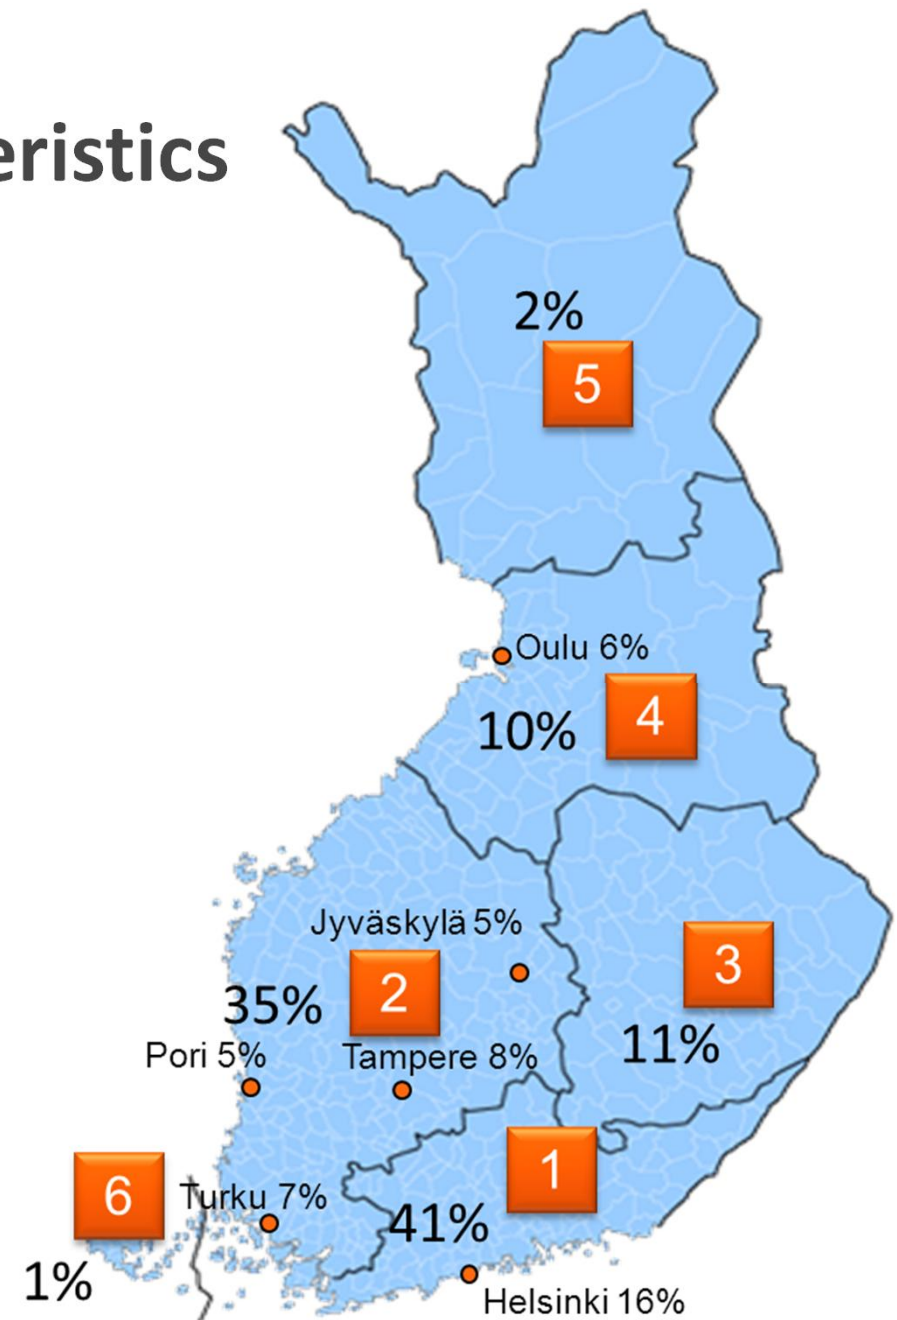 eristics
2%
5
Oulu 6%
4
10%
Jyväskylä 5%
3
2
35%
11%
Pori 5%
Tampere 8%
1
6
Turku 7%
41%
1%
Helsinki 16%